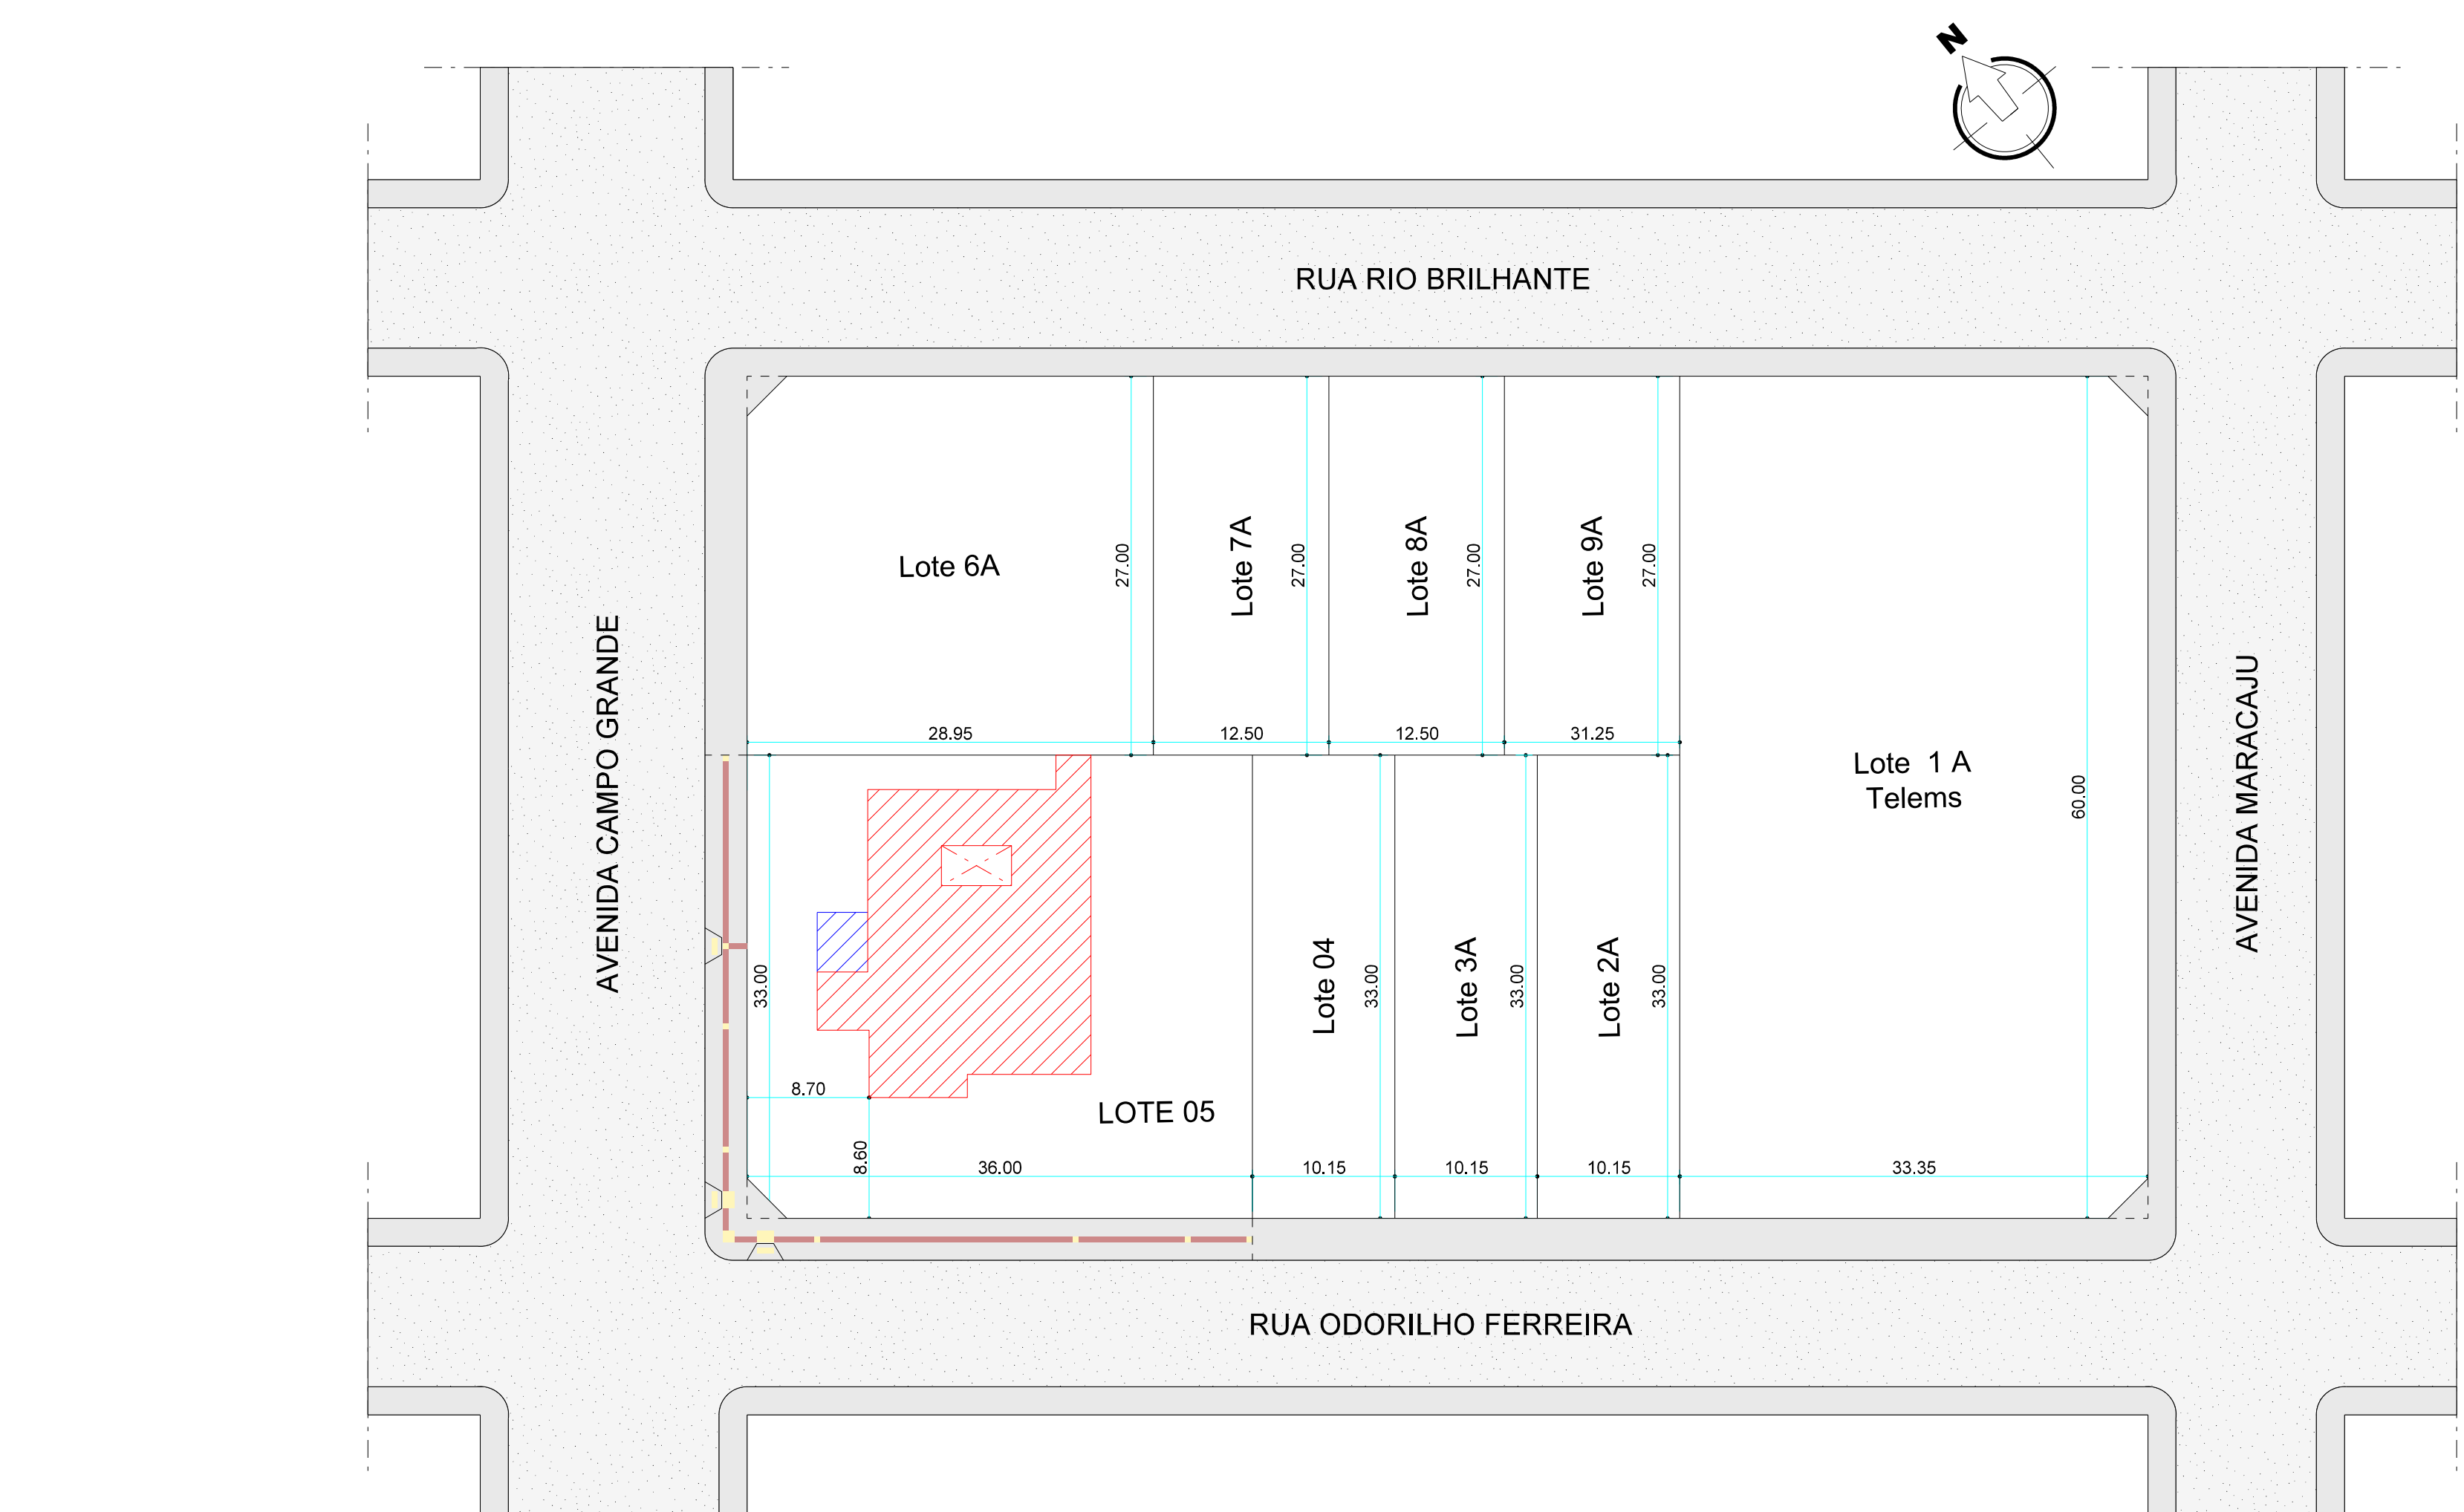 N
RUA RIO BRILHANTE
AVENIDA CAMPO GRANDE
Lote 6A
27.00
Lote 7A
27.00
Lote 8A
27.00
Lote 9A
27.00
28.95
12.50
12.50
31.25
Lote 1 A
Telems
60.00
AVENIDA MARACAJU
33.00
8.70
8.60
LOTE 05
36.00
Lote 04
33.00
10.15
Lote 3A
33.00
10.15
Lote 2A
33.00
10.15
33.35
RUA ODORILHO FERREIRA